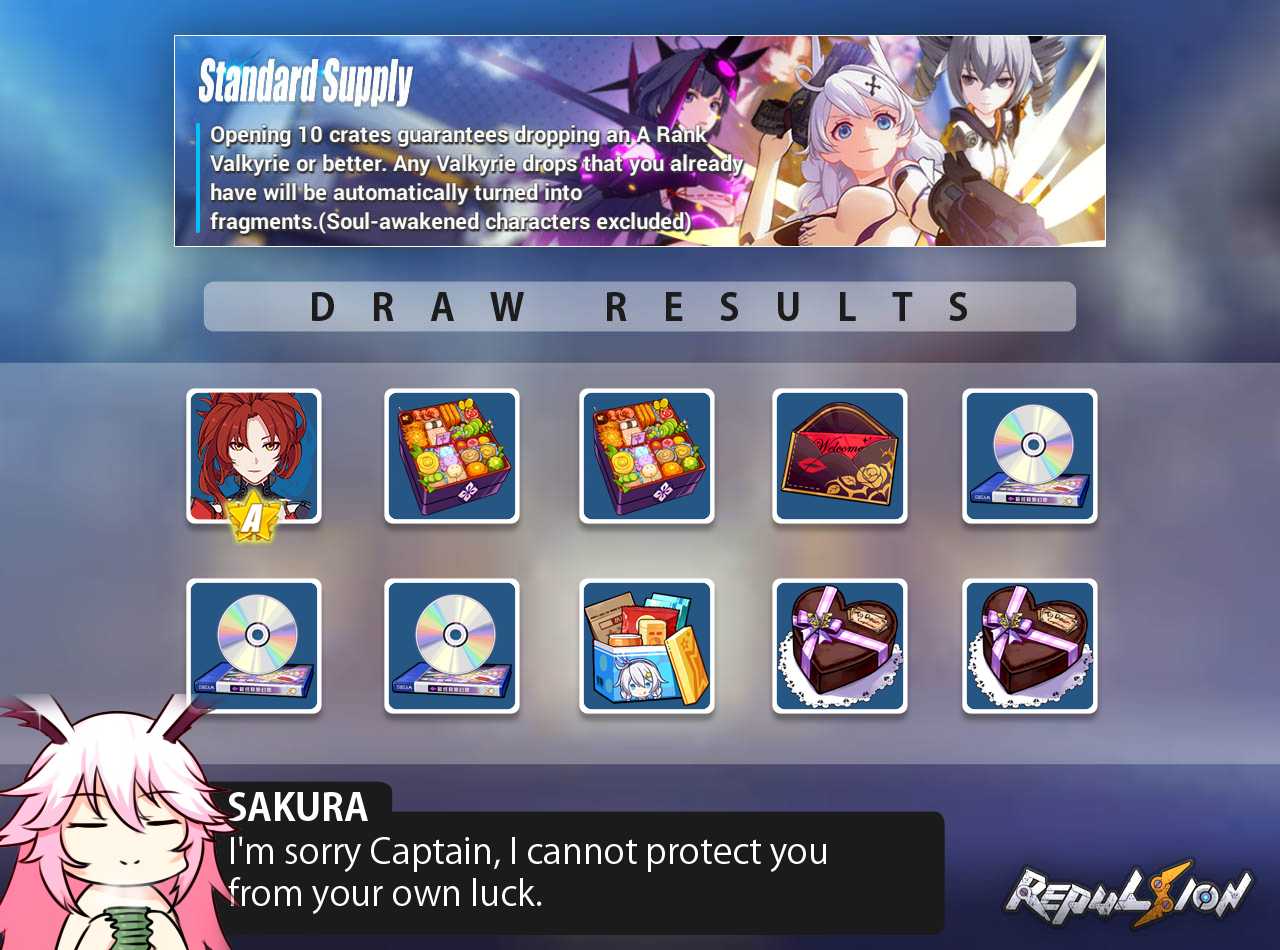 Standard Supply
Opening 10 crates guarantees dropping an A Rank
Valkyrie or better. Any Valkyrie drops that you already
have will be automatically turned into
fragments.(Soul-awakened characters excluded)
DRAW RESULTS
A
Welcome
SAKURA
I'm sorry Captain, I cannot protect you
from your own luck.
REPULSION